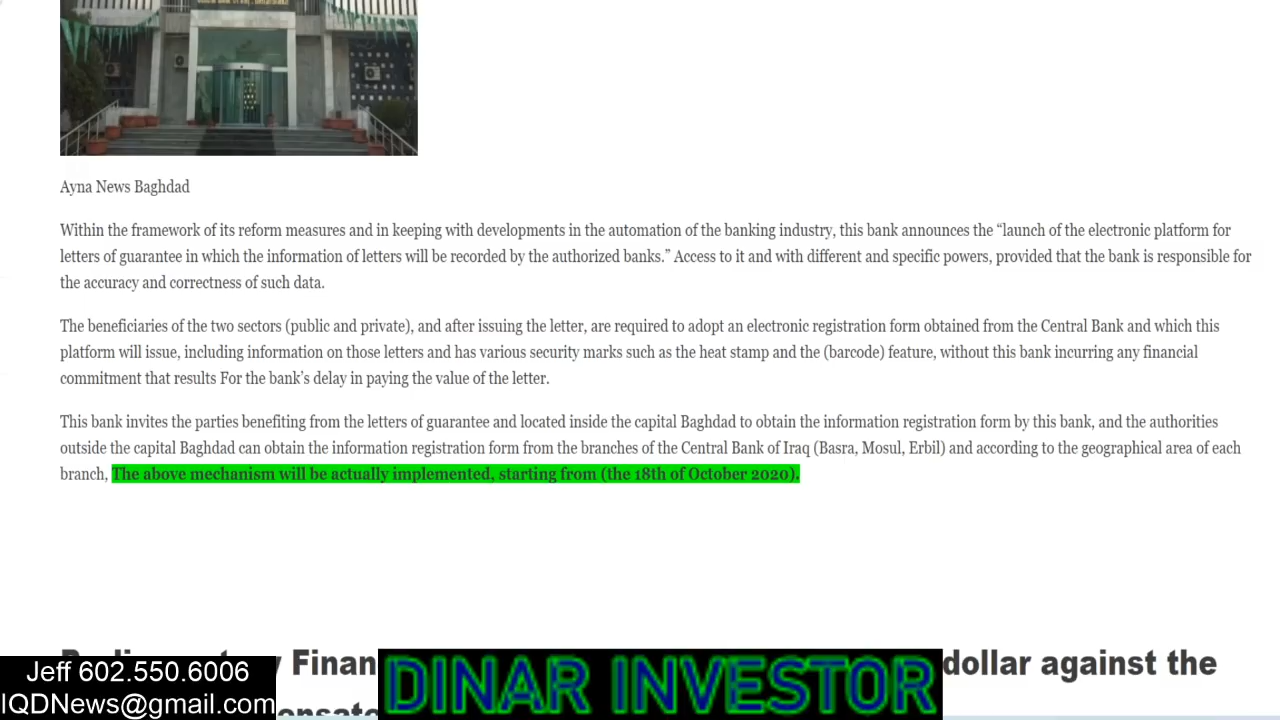 Ayna News Baghdad
Within the framework of its reform measures and in keeping with developments in the automation of the banking industry, this bank announces the “launch of the electronic platform for
letters of guarantee in which the information of letters will be recorded by the authorized banks.” Access to it and with different and specific powers, provided that the bank is responsible for
the accuracy and correctness of such data.
The beneficiaries of the two sectors (public and private), and after issuing the letter, are required to adopt an electronic registration form obtained from the Central Bank and which this
platform will issue, including information on those letters and has various security marks such as the heat stamp and the (barcode) feature, without this bank incurring any financial
commitment that results For the bank’s delay in paying the value of the letter.
This bank invites the parties benefiting from the letters of guarantee and located inside the capital Baghdad to obtain the information registration form by this bank, and the authorities
outside the capital Baghdad can obtain the information registration form from the branches of the Central Bank of Iraq (Basra, Mosul, Erbil) and according to the geographical area of each
branch, The above mechanism will be actually implemented, starting from (the 18th of October 2020).
dollar against the
Jeff 602.550.6006
IQDNews@gmail.com
DINAR INVESTOR